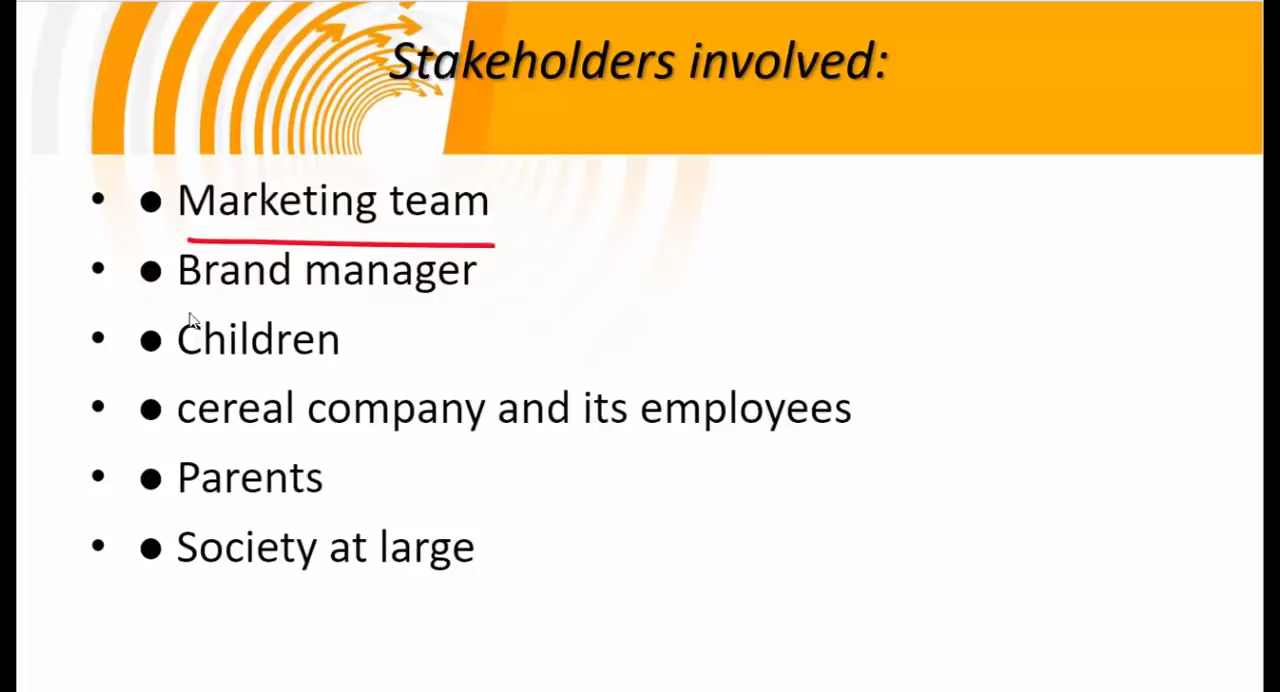 Stakeholders involved:
• ● Marketing team
• ● Brand manager
• ● Children
• ● cereal company and its employees
• ● Parents
• ● Society at large